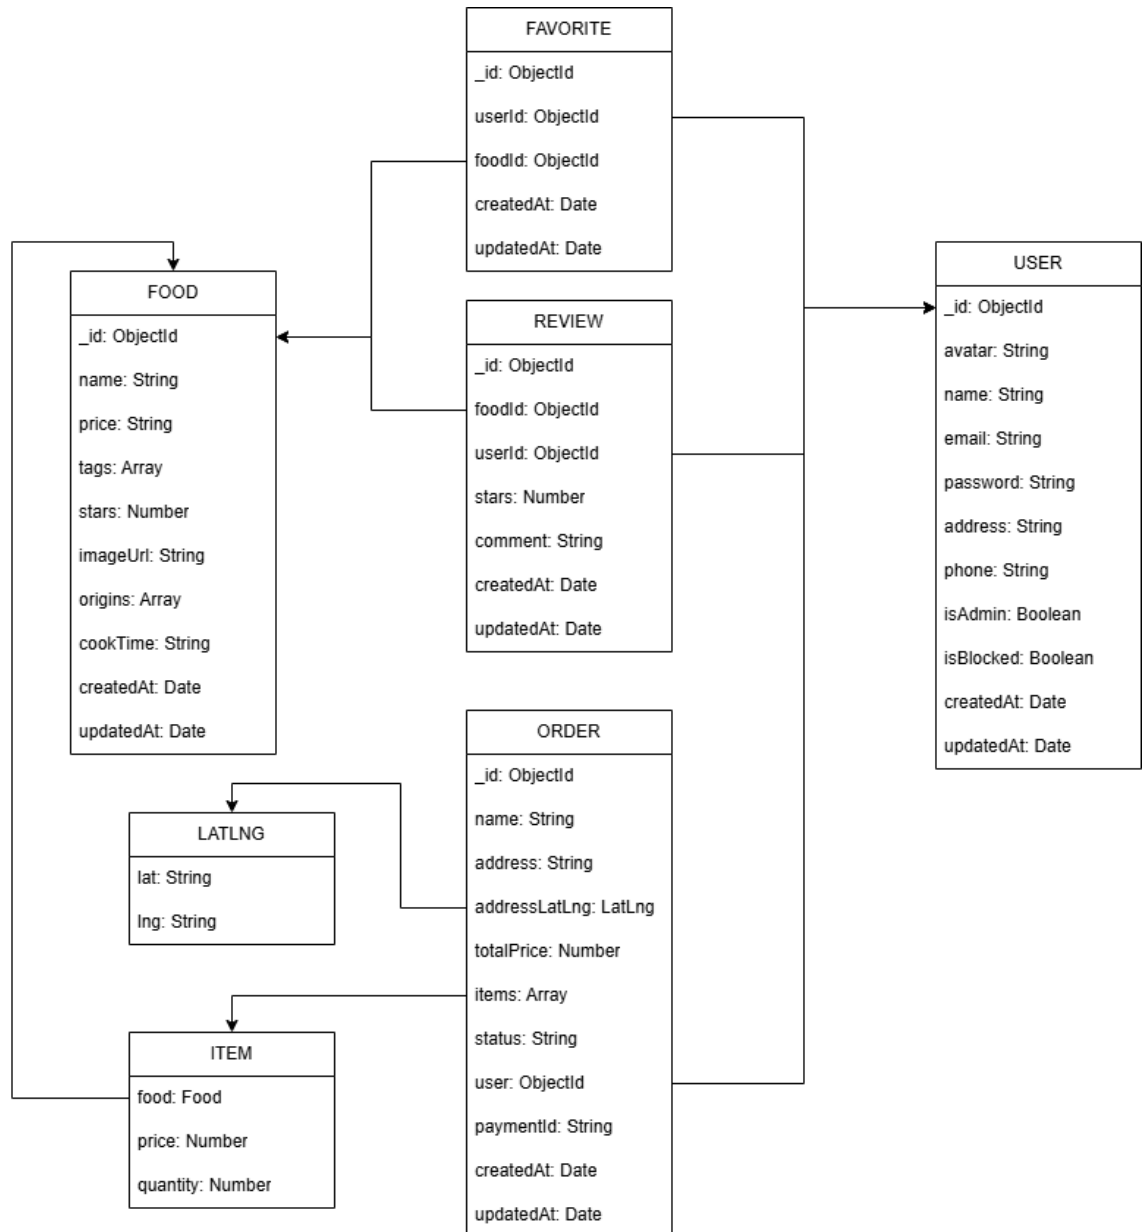 FAVORITE
_id: ObjectId
userId: ObjectId
foodId: ObjectId
createdAt: Date
updatedAt: Date
FOOD
_id: ObjectId
name: String
price: String
tags: Array
stars: Number
imageUrl: String
origins: Array
cookTime: String
createdAt: Date
updatedAt: Date
REVIEW
_id: ObjectId
foodId: ObjectId
userId: ObjectId
stars: Number
comment: String
createdAt: Date
updatedAt: Date
USER
_id: ObjectId
avatar: String
name: String
email: String
password: String
address: String
phone: String
isAdmin: Boolean
isBlocked: Boolean
createdAt: Date
updatedAt: Date
LATLNG
lat: String
lng: String
ORDER
_id: ObjectId
name: String
address: String
addressLatLng: LatLng
totalPrice: Number
items: Array
status: String
user: ObjectId
paymentId: String
createdAt: Date
updatedAt: Date
ITEM
food: Food
price: Number
quantity: Number